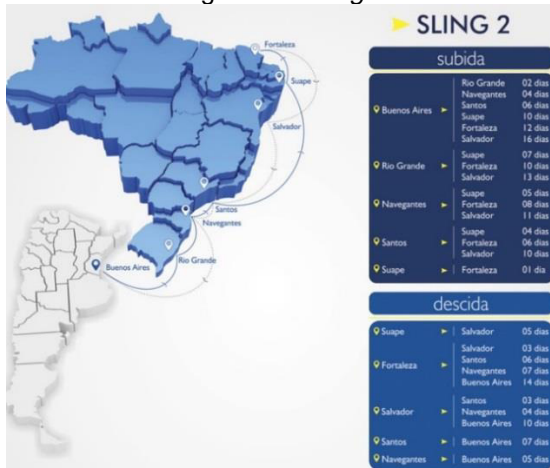 SLING 2
subida
Buenos Aires
Rio Grande 02 dias
Navegantes 04 dias
Santos 06 dias
Suape 10 dias
Fortaleza 12 dias
Salvador 16 dias
Rio Grande
Suape 07 dias
Fortaleza 10 dias
Salvador 13 dias
Navegantes
Suape 05 dias
Fortaleza 08 dias
Salvador 11 dias
Santos
Suape 04 dias
Fortaleza 06 dias
Salvador 10 dias
Suape
Fortaleza 01 dia
descida
Suape
Salvador 05 dias
Fortaleza
Salvador 03 dias
Santos 06 dias
Navegantes 07 dias
Buenos Aires 14 dias
Salvador
Santos 03 dias
Navegantes 04 dias
Buenos Aires 10 dias
Santos
Buenos Aires 07 dias
Navegantes
Buenos Aires 05 dias
Fortaleza
Suape
Salvador
Santos
Navegantes
Rio Grande
Buenos Aires